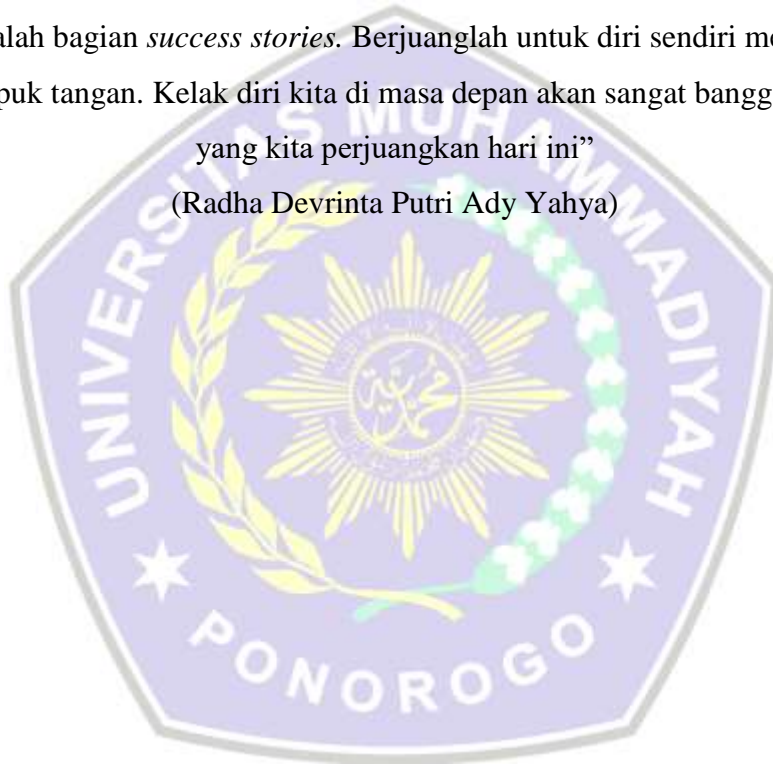 alah bagian success stories. Berjuanglah untuk diri sendiri me
puk tangan. Kelak diri kita di masa depan akan sangat bangg
yang kita perjuangkan hari ini”
(Radha Devrinta Putri Ady Yahya)
UNIVERSITAS MUHAMMADIYAH
PONOROGO